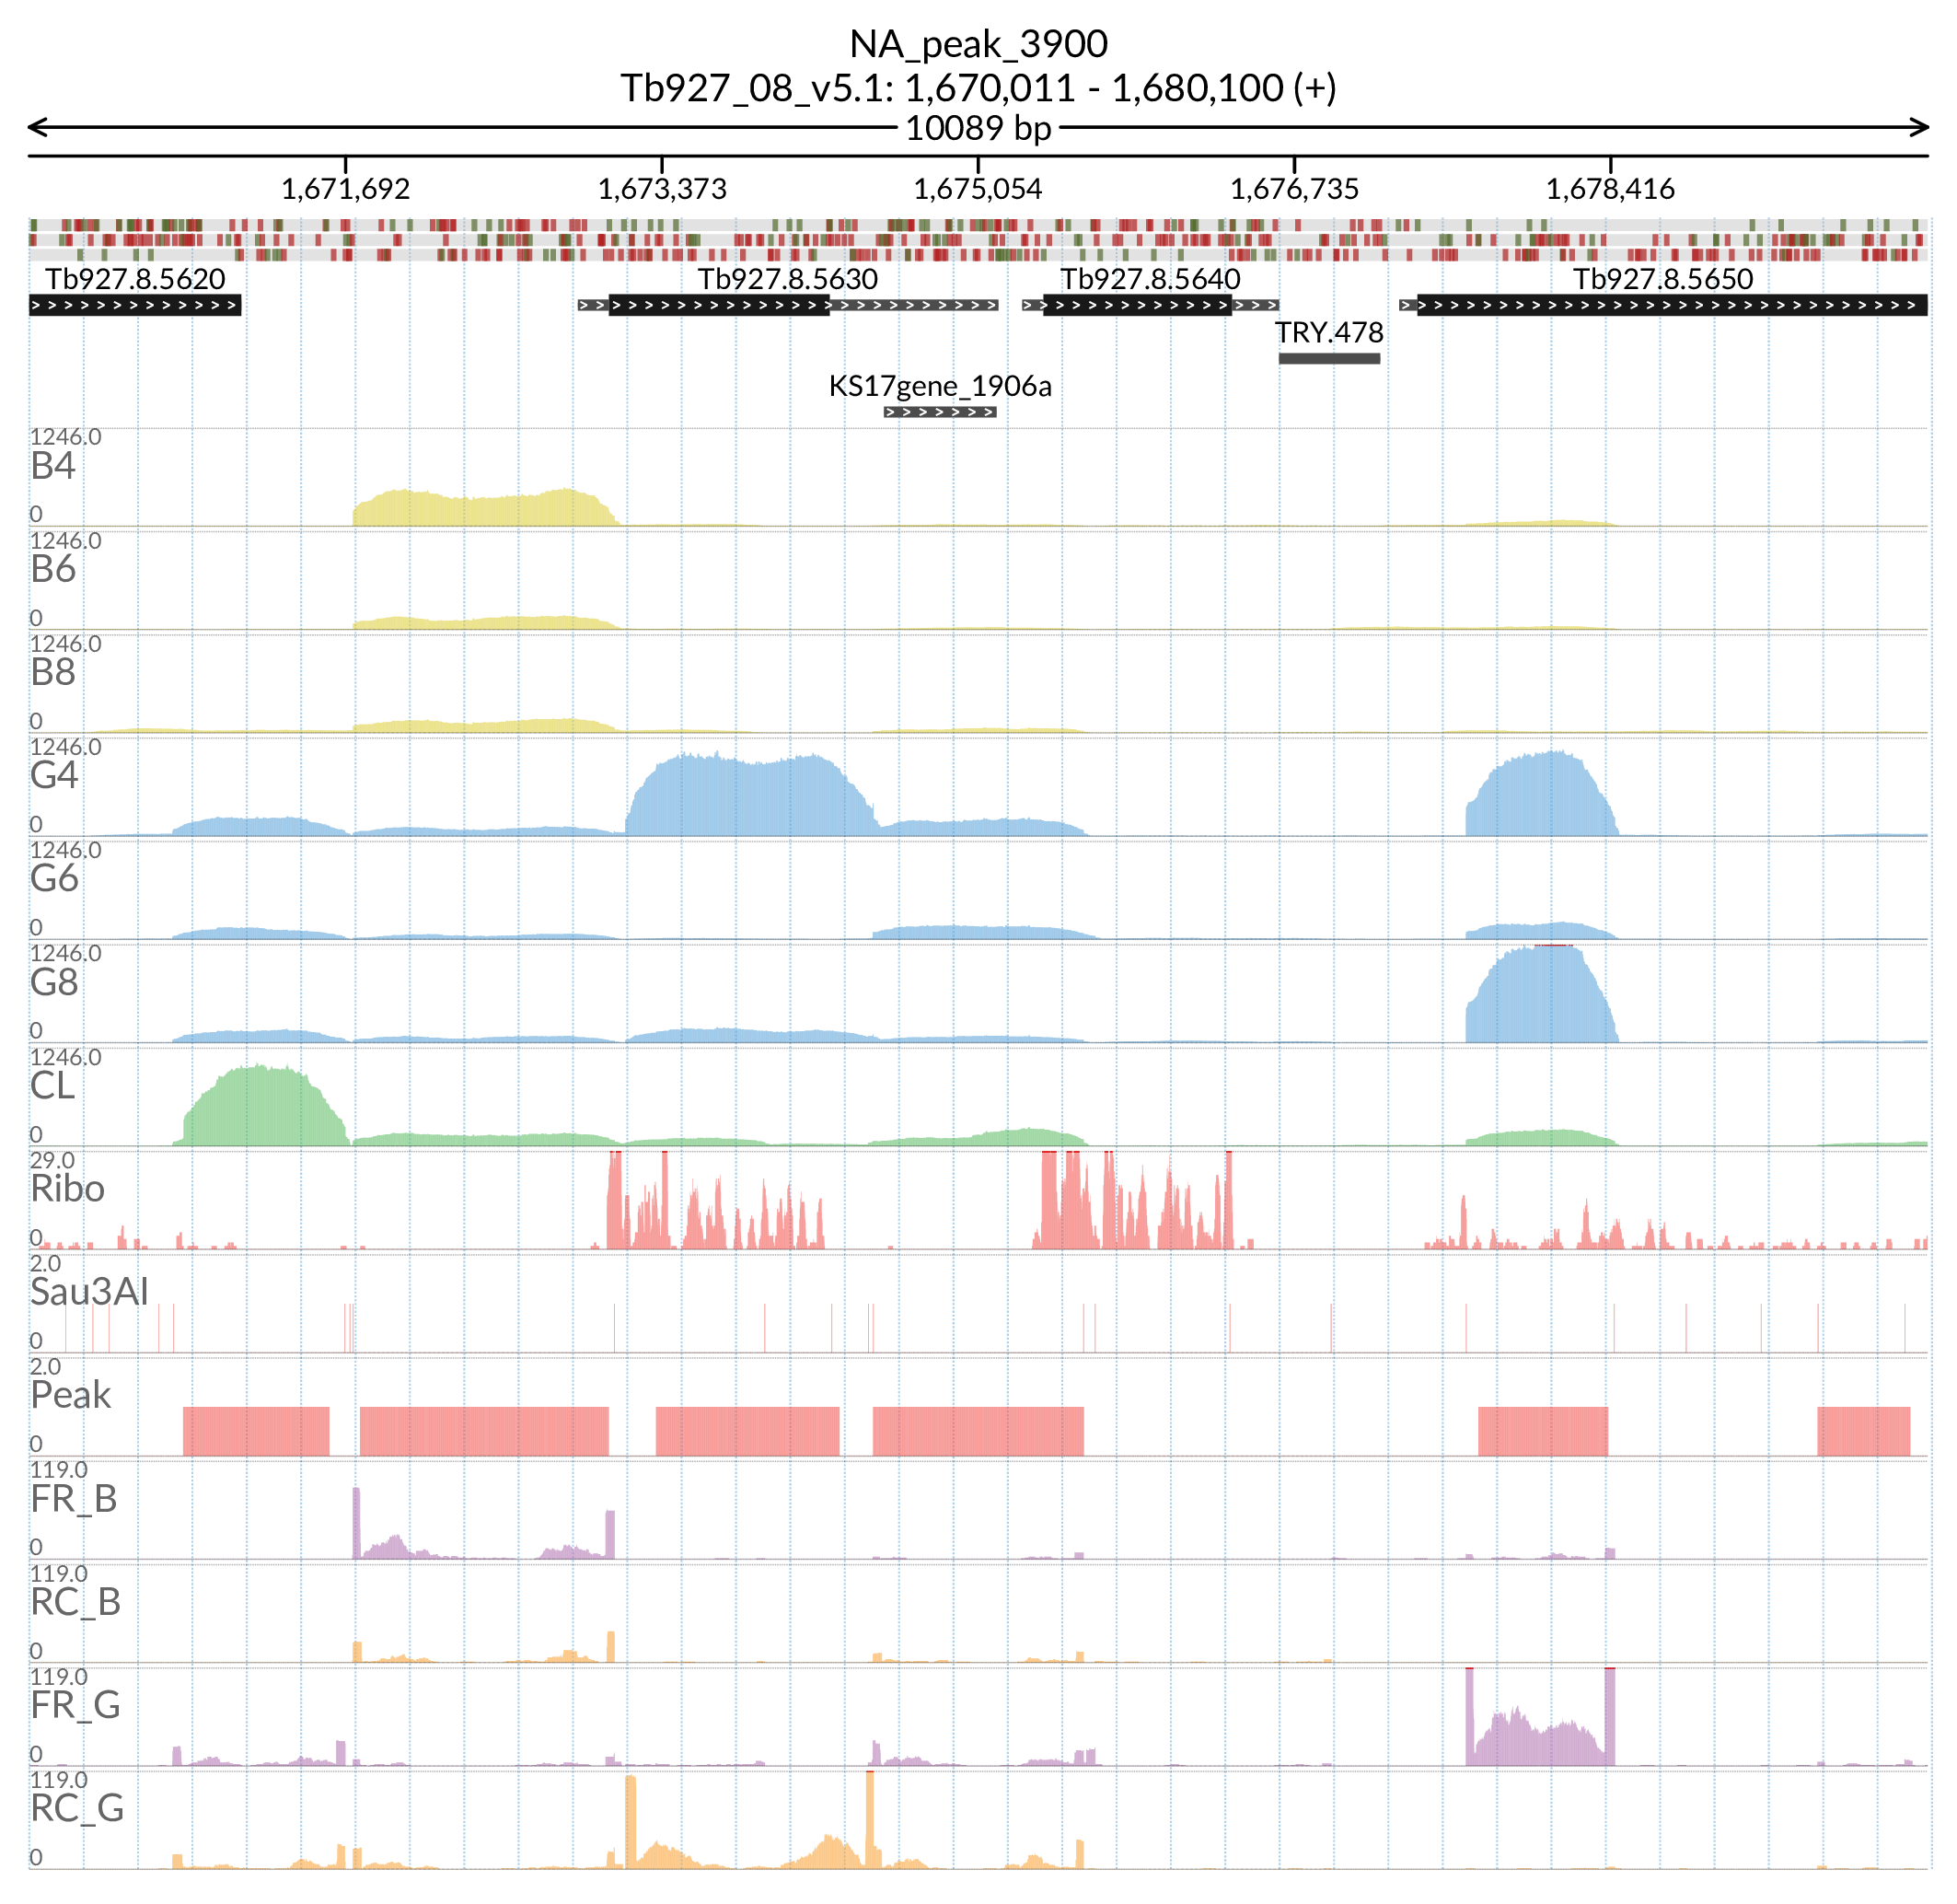 NA_peak_3900
Tb927_08_v5.1: 1,670,011 - 1,680,100 (+)
10089 bp
1,671,692 1,673,373 1,675,054 1,676,735 1,678,416
Tb927.8.5620 Tb927.8.5630 Tb927.8.5640 Tb927.8.5650
TRY.478
KS17gene_1906a
1246.0
B4
0
1246.0
B6
0
1246.0
B8
0
1246.0
G4
0
1246.0
G6
0
1246.0
G8
0
1246.0
CL
0
29.0
Ribo
0
2.0
Sau3AI
0
2.0
Peak
0
119.0
FR_B
0
119.0
RC_B
0
119.0
FR_G
0
119.0
RC_G
0